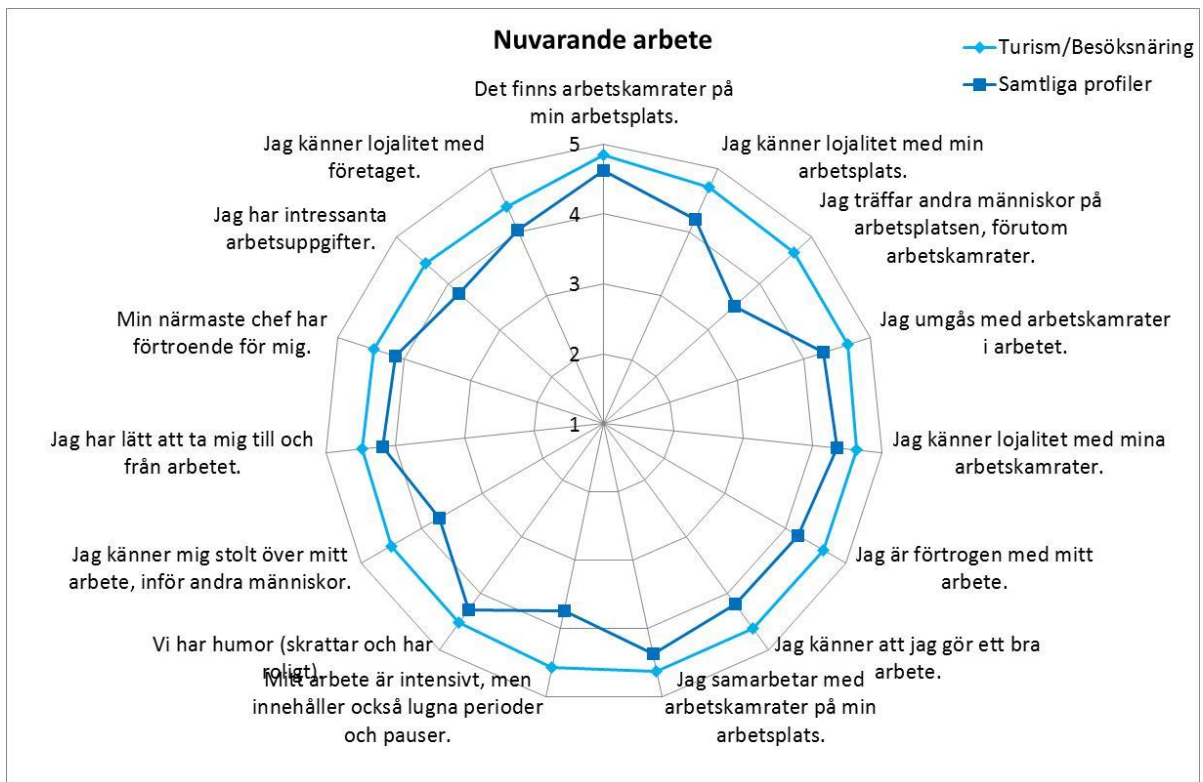 Nuvarande arbete
Turism/Besöksnäring
Samtliga profiler
Det finns arbetskamrater på
min arbetsplats.
Jag känner lojalitet med min
arbetsplats.
Jag träffar andra människor på
arbetsplatsen, förutom
arbetskamrater.
Jag umgås med arbetskamrater
i arbetet.
Jag känner lojalitet med mina
arbetskamrater.
Jag är förtrogen med mitt
arbete.
Jag känner att jag gör ett bra
arbete.
Jag samarbetar med
arbetskamrater på min
arbetsplats.
Mitt arbete är intensivt, men
innehåller också lugna perioder
och pauser.
Vi har humor (skrattar och har
roligt).
Jag känner mig stolt över mitt
arbete, inför andra människor.
Jag har lätt att ta mig till och
från arbetet.
Min närmaste chef har
förtroende för mig.
Jag har intressanta
arbetsuppgifter.
Jag känner lojalitet med
företaget.
5
4
3
2
1